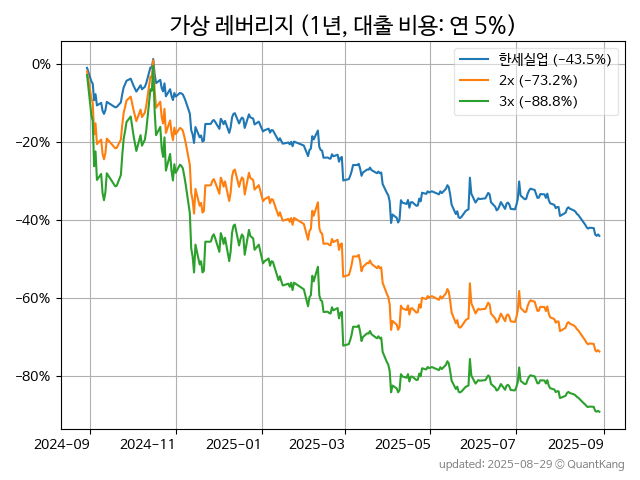 가상 레버리지 (1년, 대출 비용: 연 5%)
한세실업 (−43.5%)
2x (−73.2%)
3x (−88.8%)
0%
−20%
−40%
−60%
−80%
2024-09 2024-11 2025-01 2025-03 2025-05 2025-07 2025-09
updated: 2025-08-29 © QuantKang